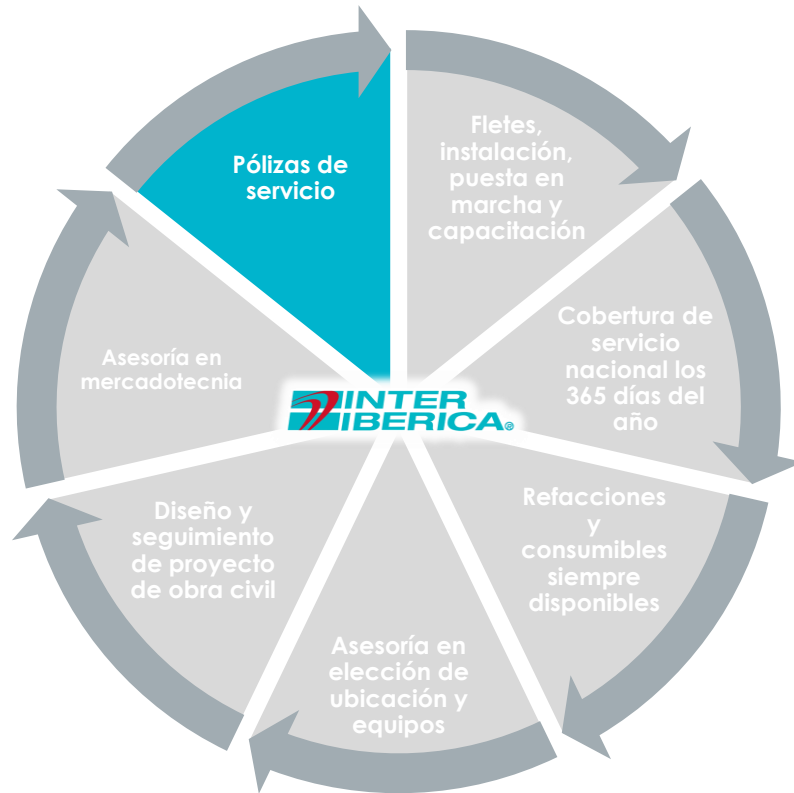 Pólizas de
servicio
Fletes,
instalación,
puesta en
marcha y
capacitación
Cobertura de
servicio
nacional los
365 días del
año
Refacciones
y
consumibles
siempre
disponibles
Asesoría en
elección de
ubicación y
equipos
Diseño y
seguimiento
de proyecto
de obra civil
Asesoría en
mercadotecnia
INTER
IBERICA®